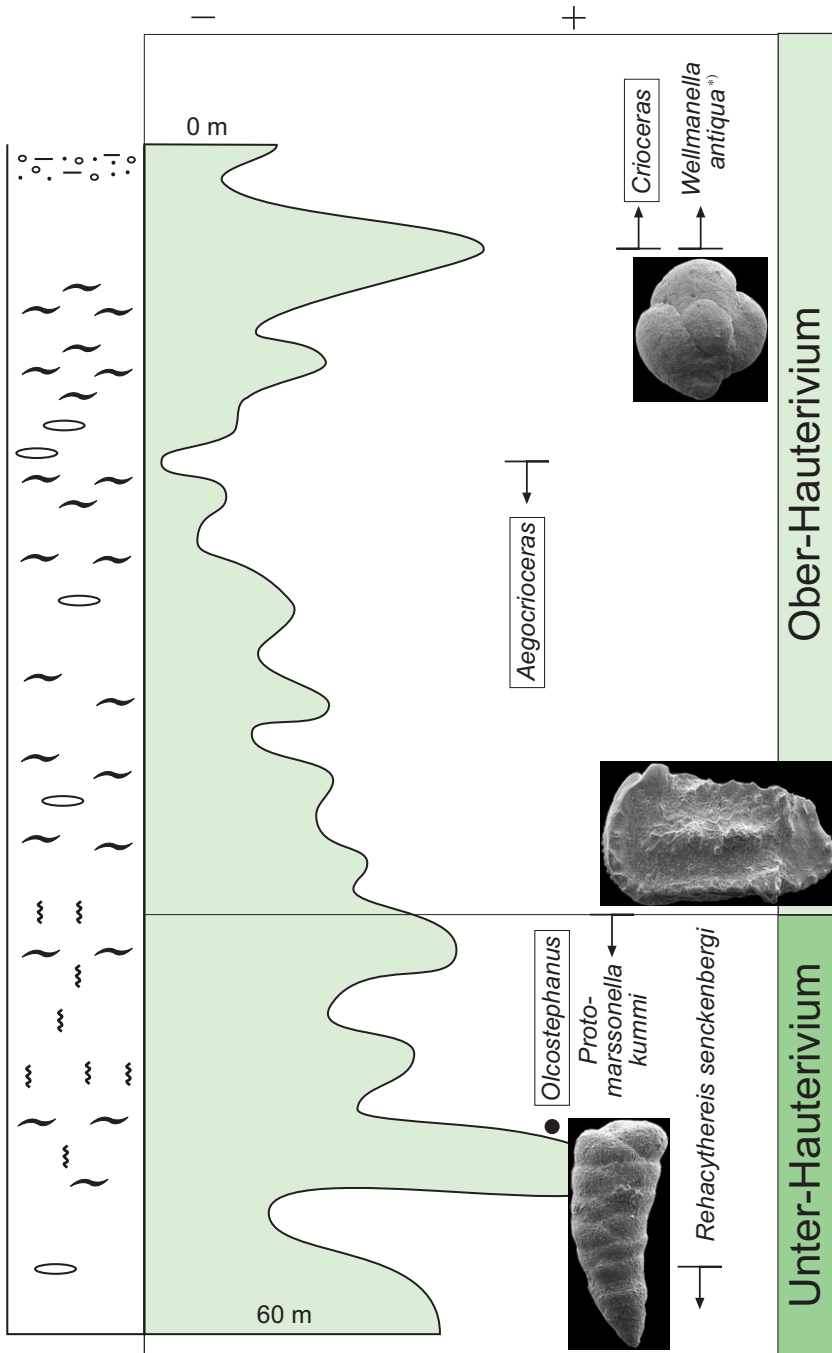 − +
0 m
Crioceras
Wellmanella
antiqua*)
Aegocrioceras
Ober-Hauterivium
Olcostephanus
Proto-
marssonella
kummi
Rehacythereis senckenbergi
Unter-Hauterivium
60 m